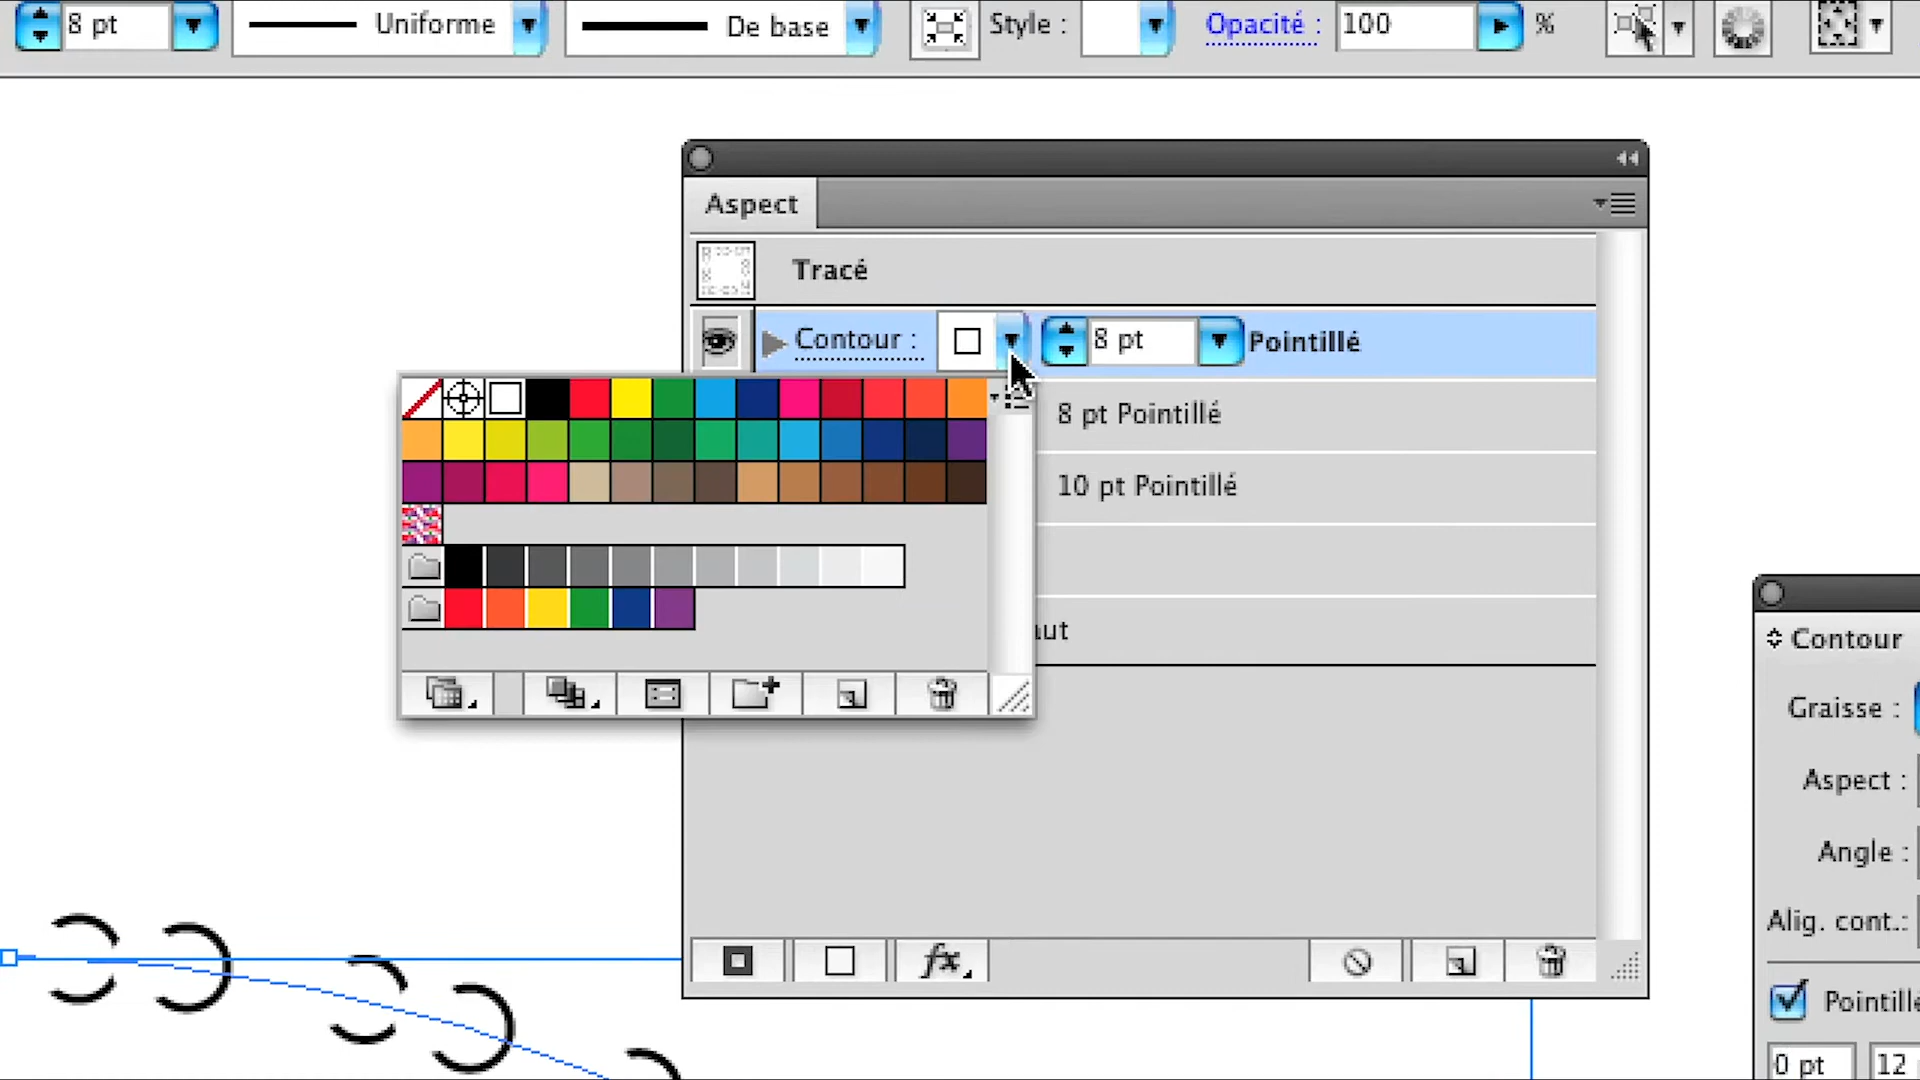 8 pt Uniforme De base Style : Opacité : 100 %
Aspect
Tracé
Contour : 8 pt Pointillé
8 pt Pointillé
10 pt Pointillé
Contour
Graisse :
Aspect :
Angle :
Alig. cont.:
fx
0 pt 12